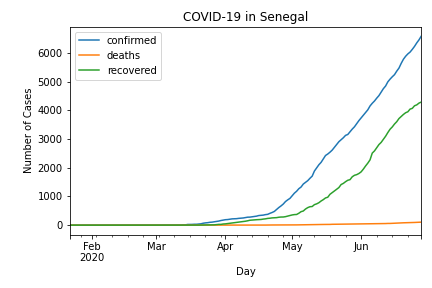 COVID-19 in Senegal
confirmed
deaths
recovered
Number of Cases
6000
5000
4000
3000
2000
1000
0
Feb
2020
Mar
Apr
May
Jun
Day